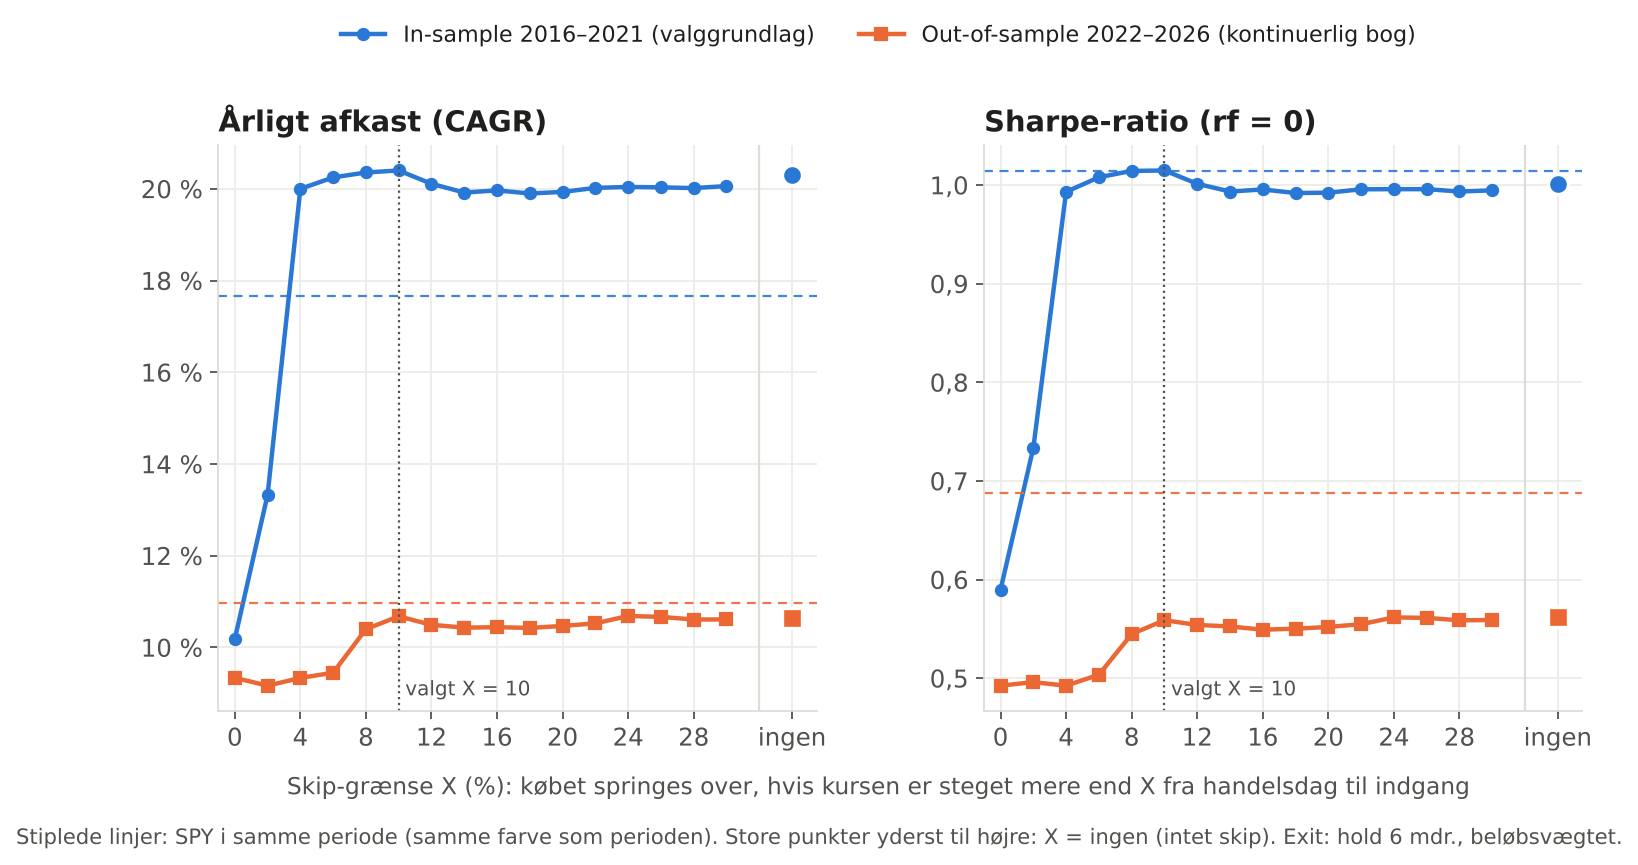 In-sample 2016–2021 (valggrundlag)
Out-of-sample 2022–2026 (kontinuerlig bog)
Årligt afkast (CAGR)
20 %
18 %
16 %
14 %
12 %
10 %
valgt X = 10
0 4 8 12 16 20 24 28 ingen
Sharpe-ratio (rf = 0)
1,0
0,9
0,8
0,7
0,6
0,5
valgt X = 10
0 4 8 12 16 20 24 28 ingen
Skip-grænse X (%): købet springes over, hvis kursen er steget mere end X fra handelsdag til indgang
Stiplede linjer: SPY i samme periode (samme farve som perioden). Store punkter yderst til højre: X = ingen (intet skip). Exit: hold 6 mdr., beløbsvægtet.